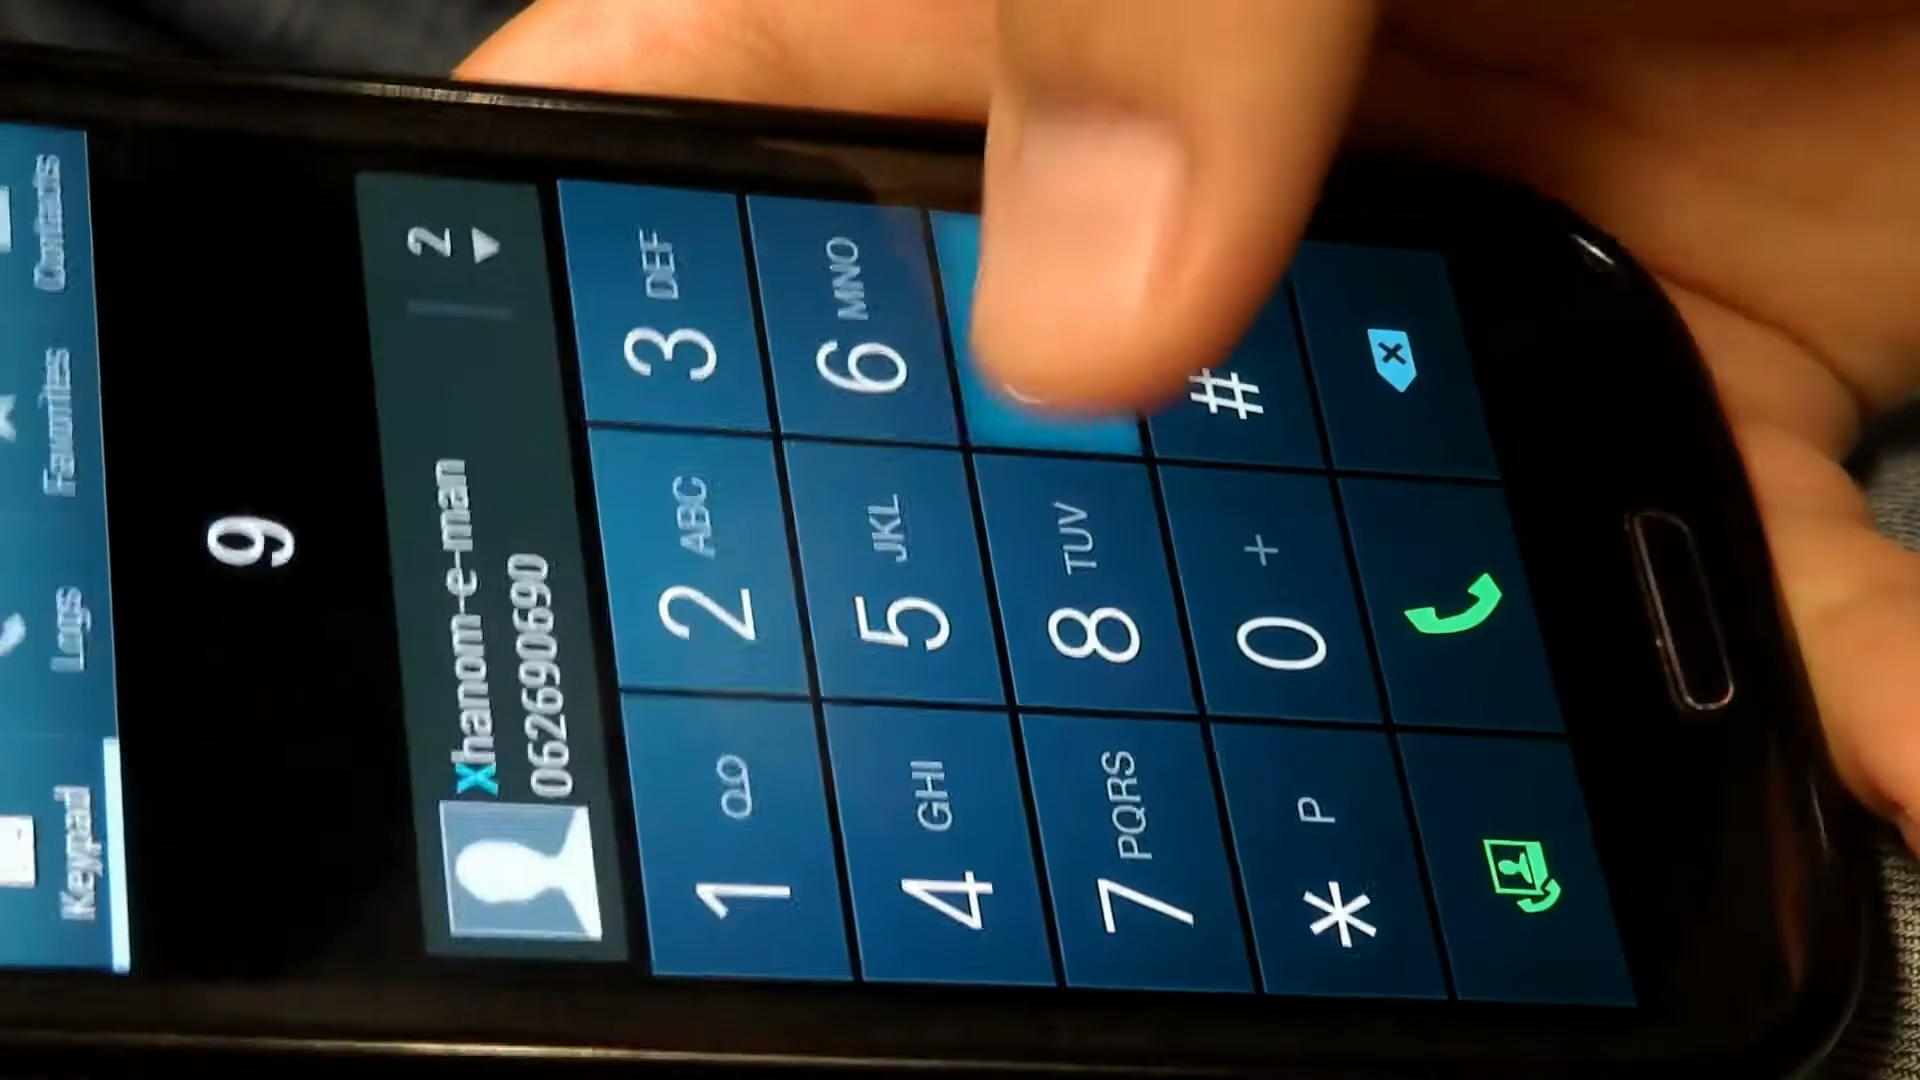 Keypad Logs Favorites Contacts
9
Xhanom-e-man
0626690690
2
1
2 ABC
3 DEF
4 GHI
5 JKL
6 MNO
7 PQRS
8 TUV
* P
0 +
#